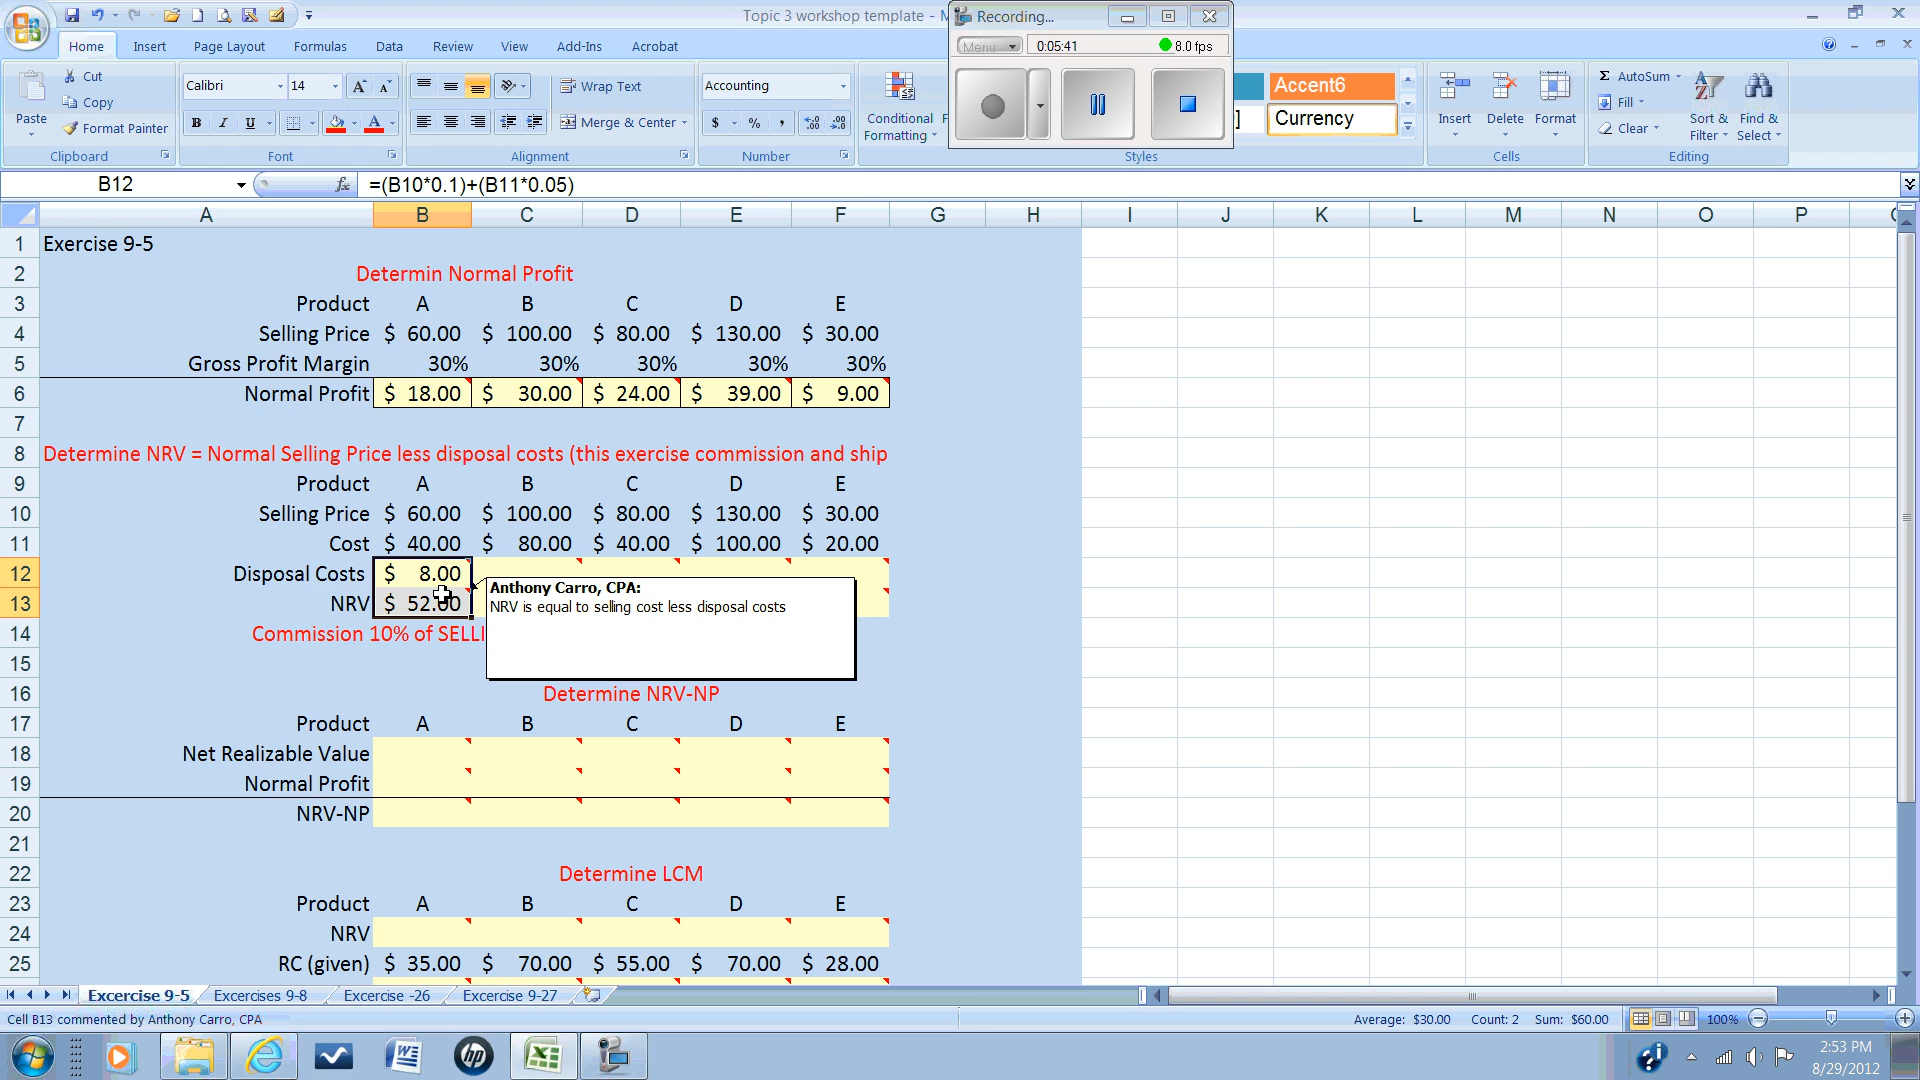 Topic 3 workshop template - M
Recording...
Home Insert Page Layout Formulas Data Review View Add-Ins Acrobat
Menu 0:05:41 8.0 fps
Paste
Cut
Copy
Format Painter
Clipboard
Calibri 14
B I U
Font
Wrap Text
Merge & Center
Alignment
Accounting
$ % ,
Number
Conditional
Formatting
Accent6
Currency
Styles
Insert Delete Format
Cells
Σ AutoSum
Fill
Clear
Sort &
Filter
Find &
Select
Editing
B12 fx =(B10*0.1)+(B11*0.05)
A B C D E F G H I J K L M N O P
1 Exercise 9-5
2 Determin Normal Profit
3 Product A B C D E
4 Selling Price $ 60.00 $ 100.00 $ 80.00 $ 130.00 $ 30.00
5 Gross Profit Margin 30% 30% 30% 30% 30%
6 Normal Profit $ 18.00 $ 30.00 $ 24.00 $ 39.00 $ 9.00
7
8 Determine NRV = Normal Selling Price less disposal costs (this exercise commission and ship
9 Product A B C D E
10 Selling Price $ 60.00 $ 100.00 $ 80.00 $ 130.00 $ 30.00
11 Cost $ 40.00 $ 80.00 $ 40.00 $ 100.00 $ 20.00
12 Disposal Costs $ 8.00
13 NRV $ 52.00
Anthony Carro, CPA:
NRV is equal to selling cost less disposal costs
14 Commission 10% of SELLI
15
16 Determine NRV-NP
17 Product A B C D E
18 Net Realizable Value
19 Normal Profit
20 NRV-NP
21
22 Determine LCM
23 Product A B C D E
24 NRV
25 RC (given) $ 35.00 $ 70.00 $ 55.00 $ 70.00 $ 28.00
Excercise 9-5 Excercises 9-8 Excercise -26 Excercise 9-27
Cell B13 commented by Anthony Carro, CPA Average: $30.00 Count: 2 Sum: $60.00 100%
2:53 PM
8/29/2012